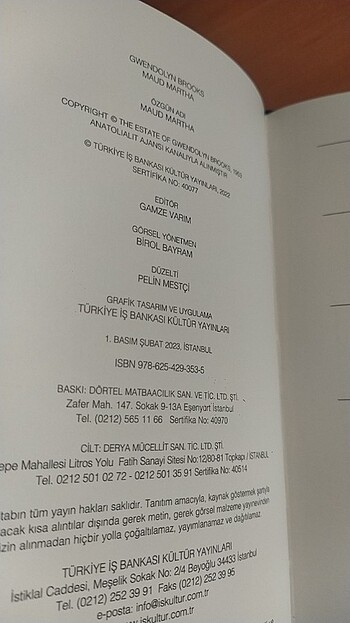 GWENDOLYN BROOKS
MAUD MARTHA
ÖZGÜN ADI
MAUD MARTHA
COPYRIGHT © THE ESTATE OF GWENDOLYN BROOKS, 1953
ANATOLIALIT AJANSI KANALIYLA ALINMIŞTIR
© TÜRKİYE İŞ BANKASI KÜLTÜR YAYINLARI, 2022
SERTİFİKA NO: 40077
EDİTÖR
GAMZE VARIM
GÖRSEL YÖNETMEN
BİROL BAYRAM
DÜZELTİ
PELİN MESTÇİ
GRAFİK TASARIM VE UYGULAMA
TÜRKİYE İŞ BANKASI KÜLTÜR YAYINLARI
1. BASIM ŞUBAT 2023, İSTANBUL
ISBN 978-625-429-353-5
BASKI: DÖRTEL MATBAACILIK SAN. VE TİC. LTD. ŞTİ.
Zafer Mah. 147. Sokak 9-13A Esenyort İstanbul
Tel. (0212) 565 11 66 Sertifika No: 40970
CİLT: DERYA MÜCELLİT SAN. TIC. LTD. ŞTİ.
epe Mahallesi Litros Yolu Fatih Sanayi Sitesi No:12/80-81 Topkapı / İSTANBUL
Tel. 0212 501 02 72 - 0212 501 35 91 Sertifika No: 40514
itabın tüm yayın hakları saklıdır. Tanıtım amacıyla, kaynak göstermek şartıyla
acak kısa alıntılar dışında gerek metin, gerek görsel malzeme yayınevinden
izin alınmadan hiçbir yolla çoğaltılamaz, yayımlanamaz ve dağıtılamaz.
TÜRKİYE İŞ BANKASI KÜLTÜR YAYINLARI
İstiklal Caddesi, Meşelik Sokak No: 2/4 Beyoğlu 34433 İstanbul
Tel. (0212) 252 39 91 Faks (0212) 252 39 95
e-posta: info@iskultur.com.tr
www.iskultur.com.tr